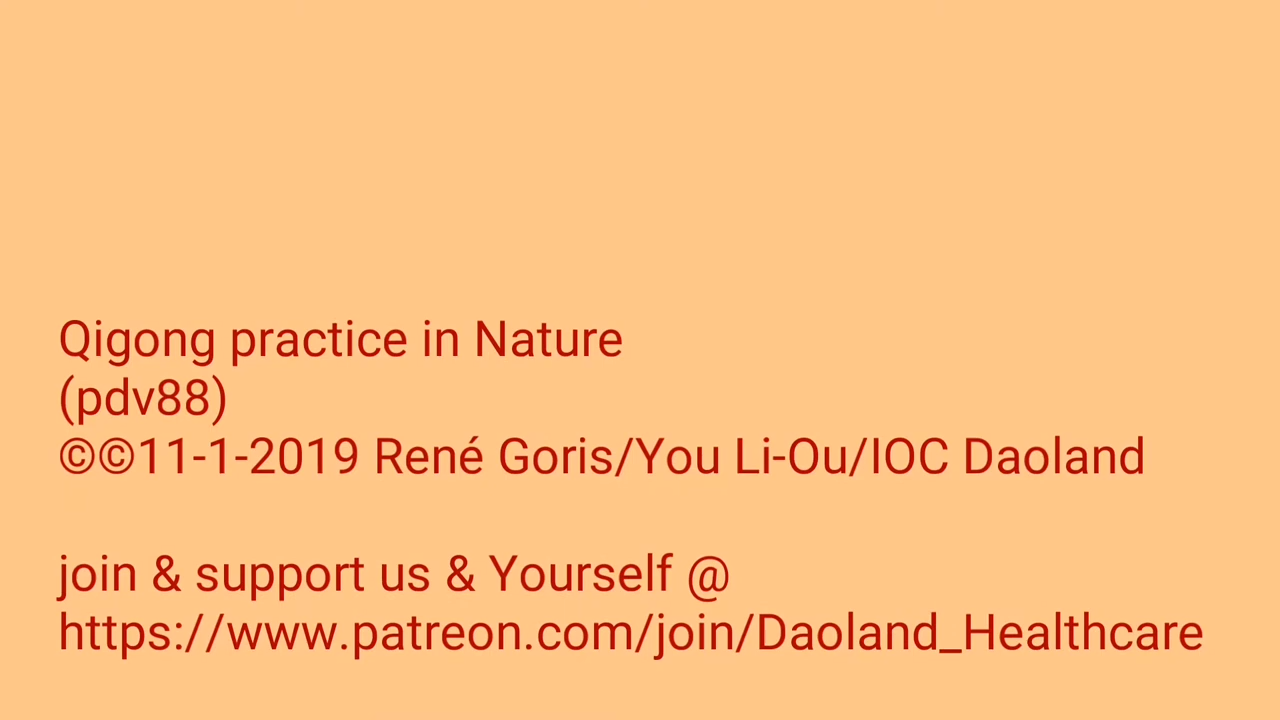 Qigong practice in Nature
(pdv88)
©©11-1-2019 René Goris/You Li-Ou/IOC Daoland
join & support us & Yourself @
https://www.patreon.com/join/Daoland_Healthcare